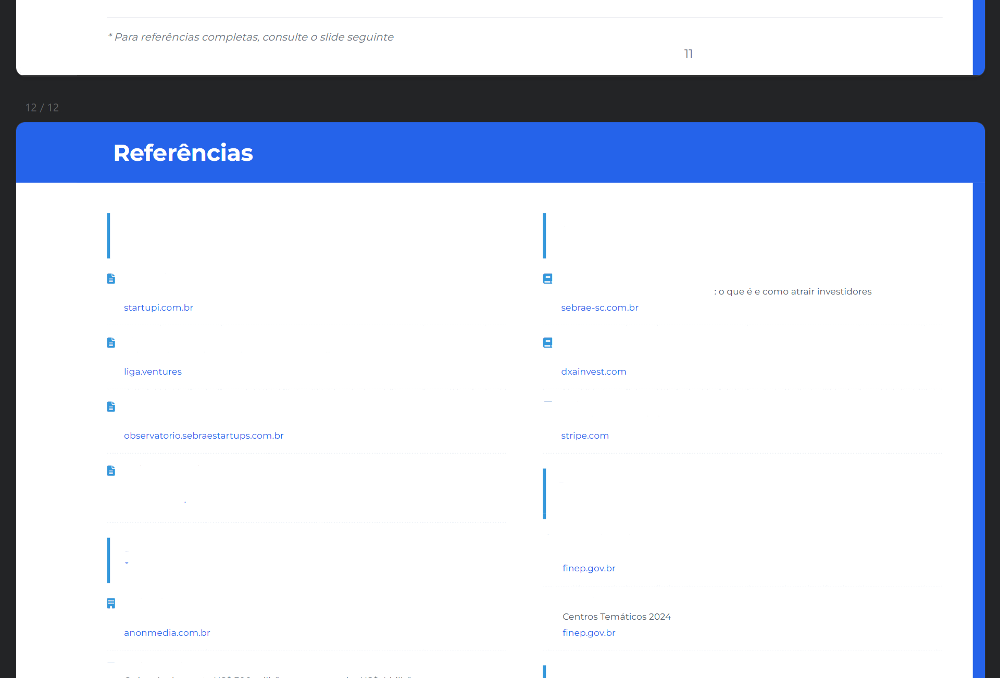 * Para referências completas, consulte o slide seguinte
11
12 / 12
Referências
startupi.com.br
liga.ventures
observatorio.sebraestartups.com.br
anonmedia.com.br
: o que é e como atrair investidores
sebrae-sc.com.br
dxainvest.com
stripe.com
finep.gov.br
Centros Temáticos 2024
finep.gov.br